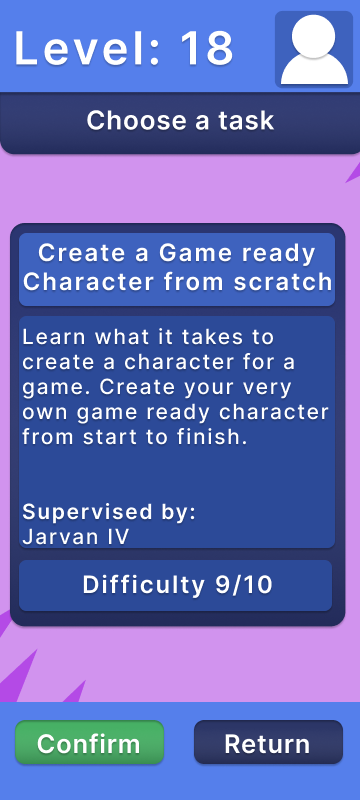 Level: 18
Choose a task
Create a Game ready
Character from scratch
Learn what it takes to
create a character for a
game. Create your very
own game ready character
from start to finish.
Supervised by:
Jarvan IV
Difficulty 9/10
Confirm
Return